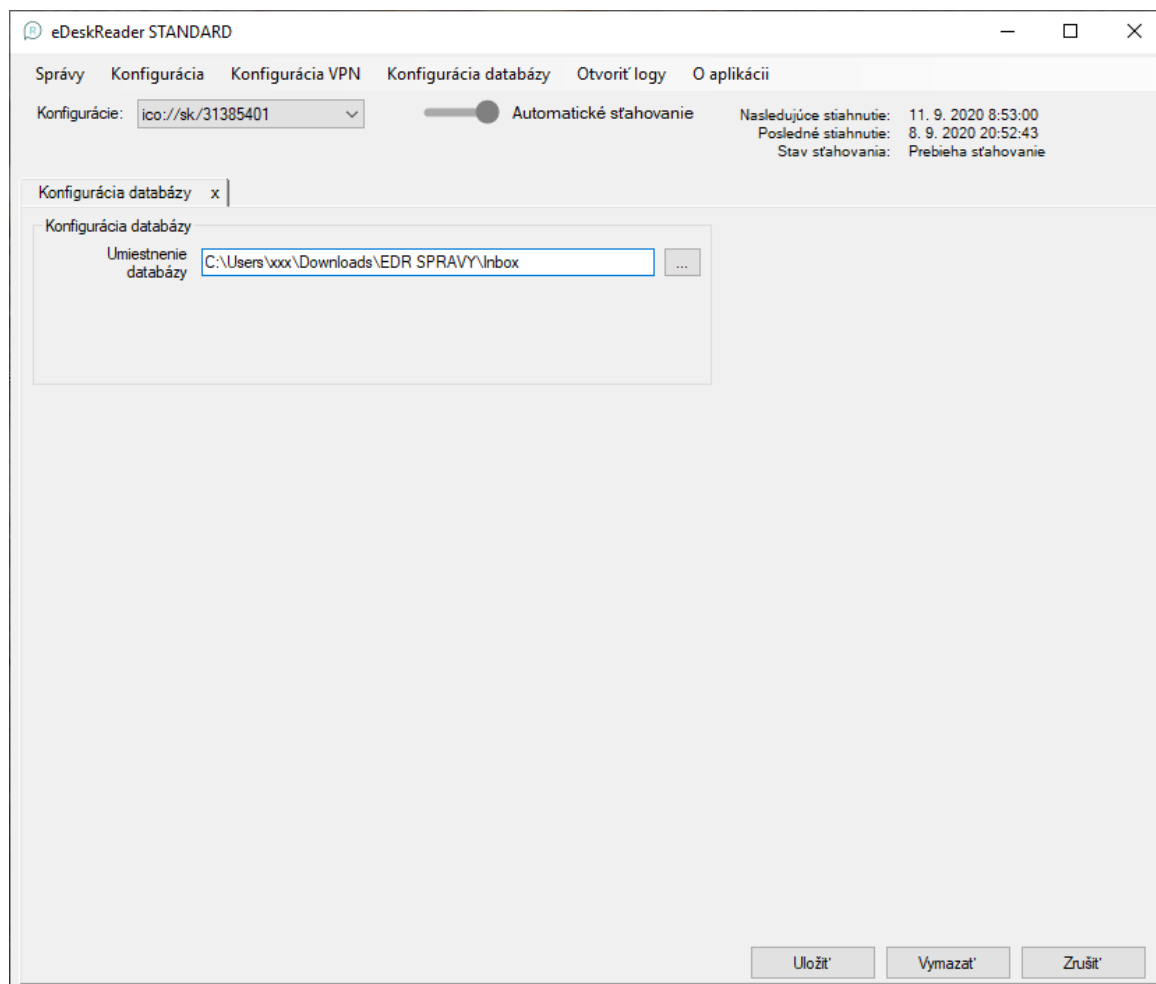 eDeskReader STANDARD
Správy Konfigurácia Konfigurácia VPN Konfigurácia databázy Otvoriť logy O aplikácii
Konfigurácie: ico://sk/31385401 Automatické sťahovanie
Nasledujúce stiahnutie: 11. 9. 2020 8:53:00
Posledné stiahnutie: 8. 9. 2020 20:52:43
Stav sťahovania: Prebieha sťahovanie
Konfigurácia databázy x
Konfigurácia databázy
Umiestnenie
databázy
C:\Users\xxx\Downloads\EDR SPRAVY\Inbox ...
Uložiť Vymazať Zrušiť